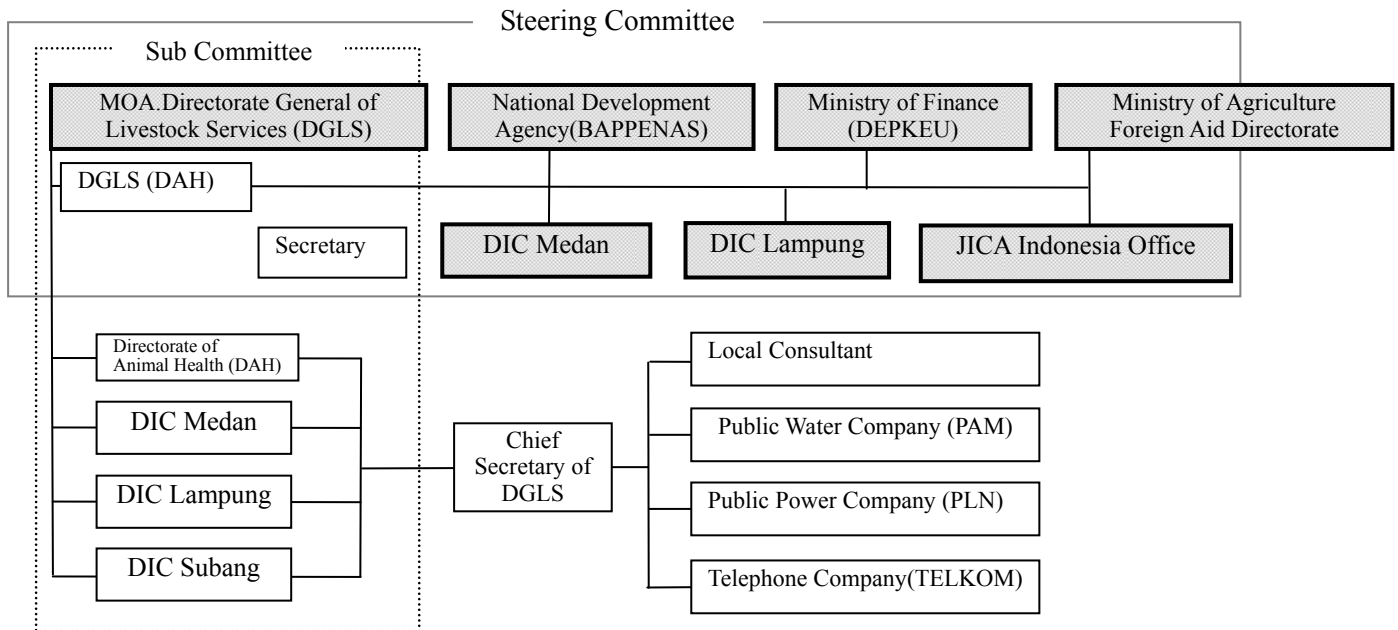 Steering Committee
Sub Committee
MOA.Directorate General of
Livestock Services (DGLS)
National Development
Agency(BAPPENAS)
Ministry of Finance
(DEPKEU)
Ministry of Agriculture
Foreign Aid Directorate
DGLS (DAH)
Secretary
DIC Medan
DIC Lampung
JICA Indonesia Office
Directorate of
Animal Health (DAH)
DIC Medan
DIC Lampung
DIC Subang
Chief
Secretary of
DGLS
Local Consultant
Public Water Company (PAM)
Public Power Company (PLN)
Telephone Company(TELKOM)